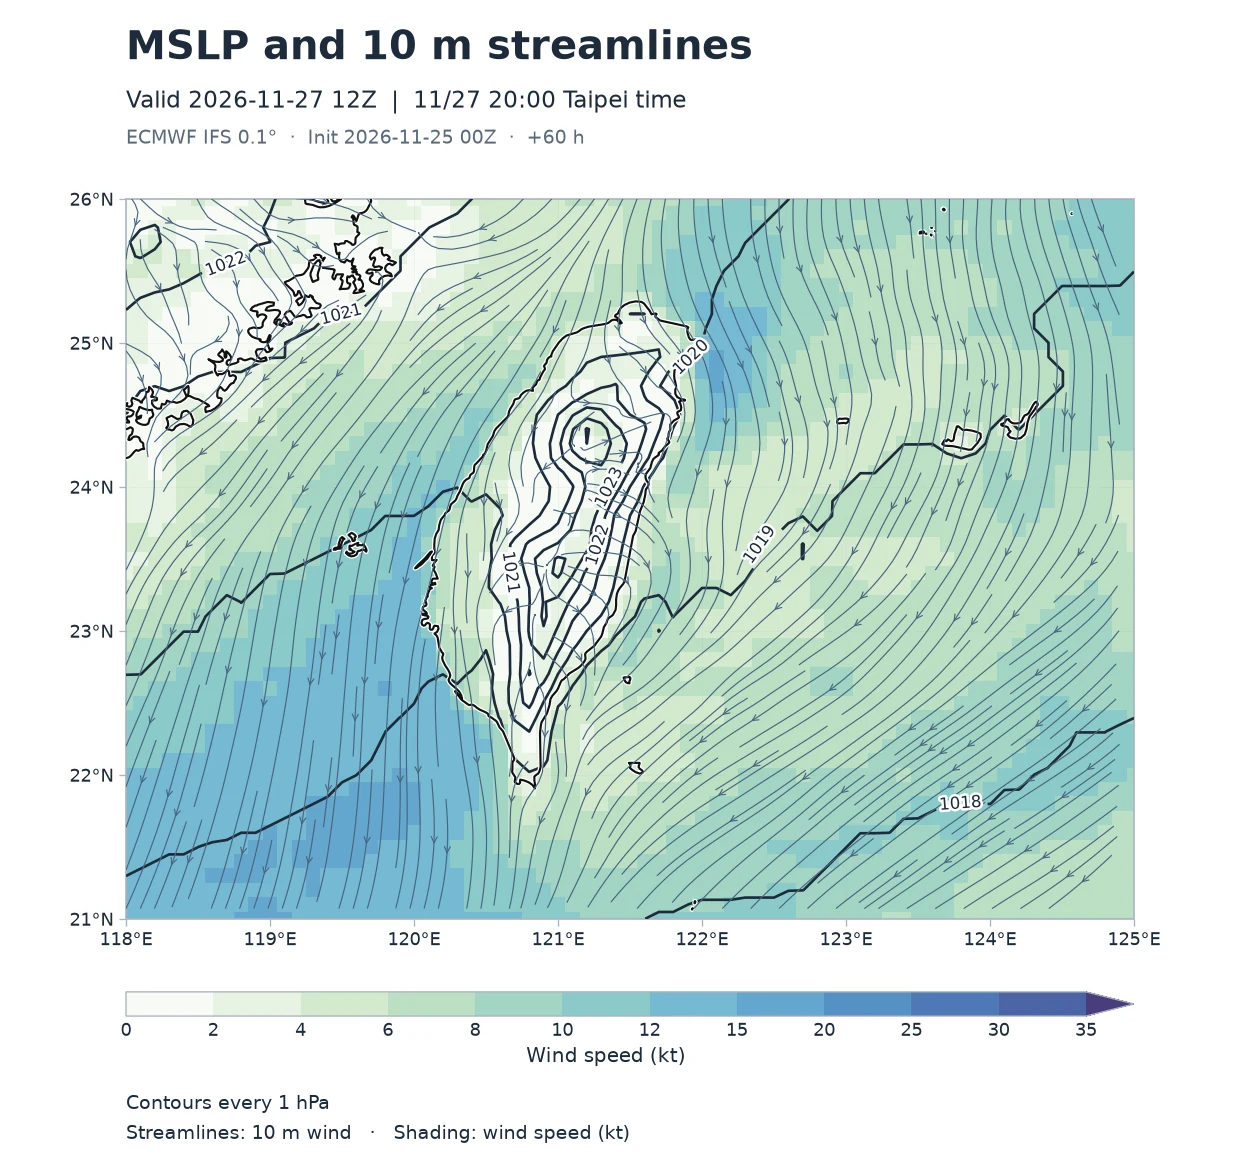 MSLP and 10 m streamlines
Valid 2026-11-27 12Z | 11/27 20:00 Taipei time
ECMWF IFS 0.1° · Init 2026-11-25 00Z · +60 h
26°N
25°N
24°N
23°N
22°N
21°N
1022
1021
1020
1023
1022
1021
1019
1018
118°E 119°E 120°E 121°E 122°E 123°E 124°E 125°E
0 2 4 6 8 10 12 15 20 25 30 35
Wind speed (kt)
Contours every 1 hPa
Streamlines: 10 m wind · Shading: wind speed (kt)